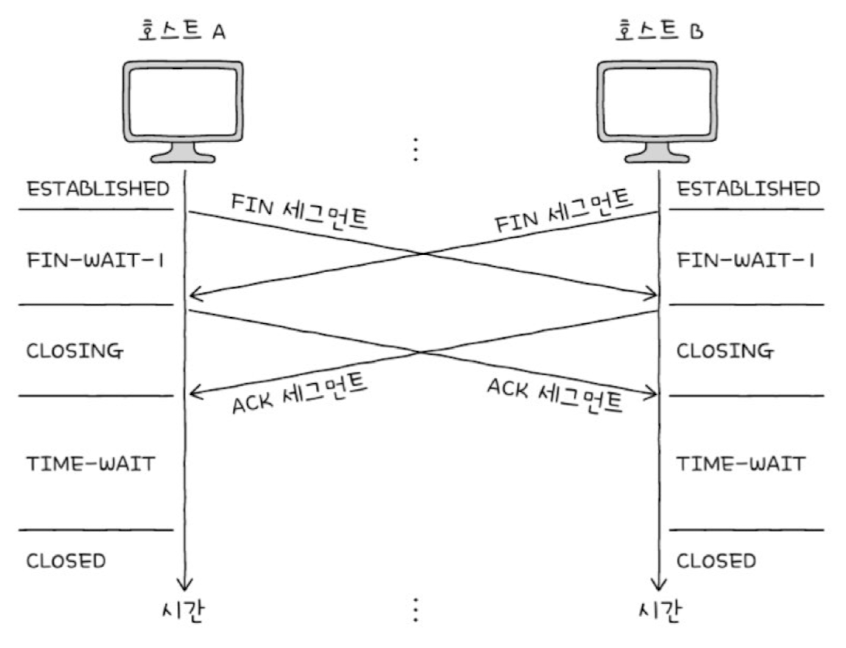 호스트 A
호스트 B
⋮
ESTABLISHED
ESTABLISHED
FIN 세그먼트
FIN 세그먼트
FIN-WAIT-1
FIN-WAIT-1
CLOSING
CLOSING
ACK 세그먼트
ACK 세그먼트
TIME-WAIT
TIME-WAIT
CLOSED
CLOSED
시간
⋮
시간